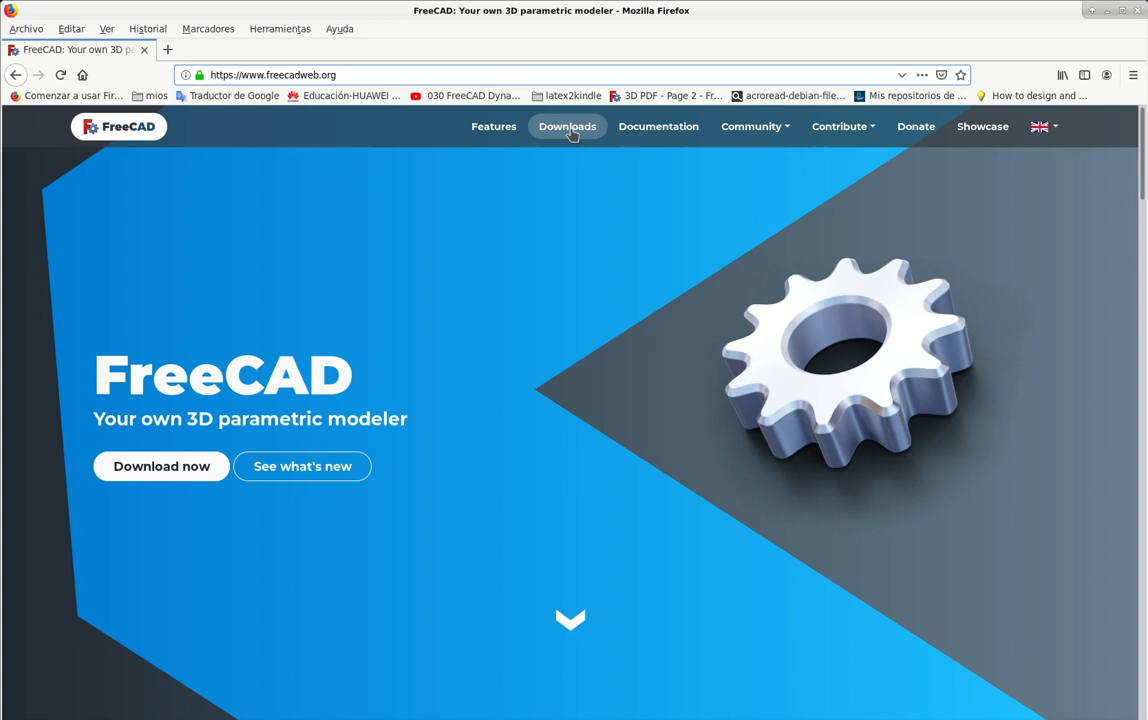 FreeCAD: Your own 3D parametric modeler - Mozilla Firefox
Archivo Editar Ver Historial Marcadores Herramientas Ayuda
FreeCAD: Your own 3D pa
https://www.freecadweb.org
Comenzar a usar Fir... mios Traductor de Google Educación-HUAWEI ... 030 FreeCAD Dyna... latex2kindle 3D PDF - Page 2 - Fr... acroread-debian-file... Mis repositorios de ... How to design and ...
FreeCAD Features Downloads Documentation Community Contribute Donate Showcase
FreeCAD
Your own 3D parametric modeler
Download now See what's new